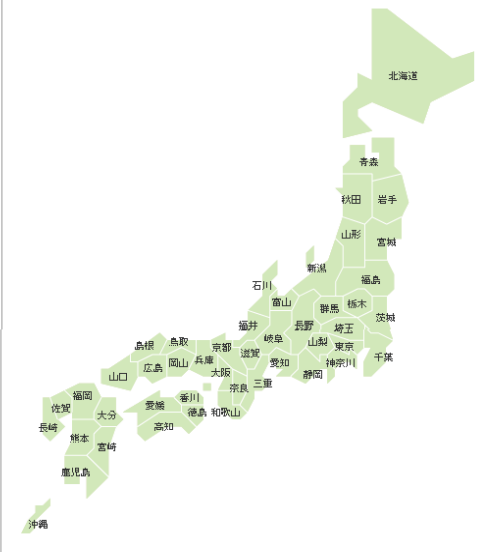 北海道
青森
秋田
岩手
山形
宮城
新潟
福島
石川
富山
群馬
栃木
茨城
福井
長野
埼玉
岐阜
山梨
東京
千葉
島根
鳥取
京都
滋賀
愛知
神奈川
静岡
兵庫
岡山
広島
大阪
山口
奈良
三重
福岡
香川
愛媛
徳島
和歌山
佐賀
大分
高知
長崎
熊本
宮崎
鹿児島
沖縄